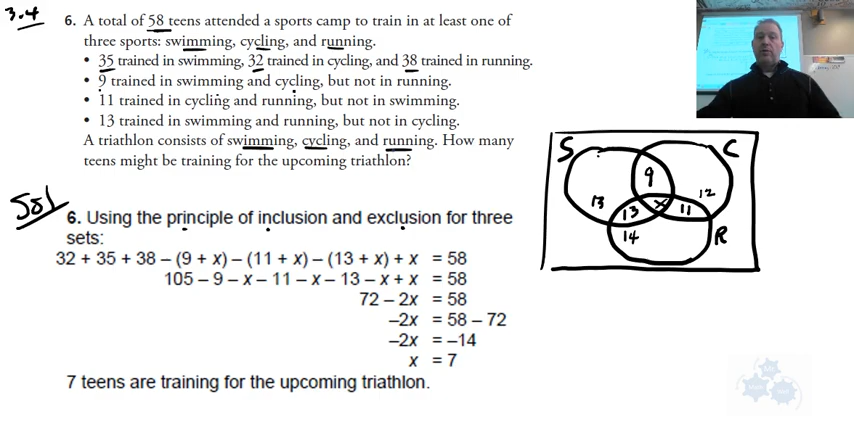 3.4
6. A total of 58 teens attended a sports camp to train in at least one of
three sports: swimming, cycling, and running.
• 35 trained in swimming, 32 trained in cycling, and 38 trained in running.
• 9 trained in swimming and cycling, but not in running.
• 11 trained in cycling and running, but not in swimming.
• 13 trained in swimming and running, but not in cycling.
A triathlon consists of swimming, cycling, and running. How many
teens might be training for the upcoming triathlon?
S C
9
13 12
13 x 11
14 R
Sol
6. Using the principle of inclusion and exclusion for three
sets:
32 + 35 + 38 – (9 + x) – (11 + x) – (13 + x) + x = 58
105 – 9 – x – 11 – x – 13 – x + x = 58
72 – 2x = 58
–2x = 58 – 72
–2x = –14
x = 7
7 teens are training for the upcoming triathlon.